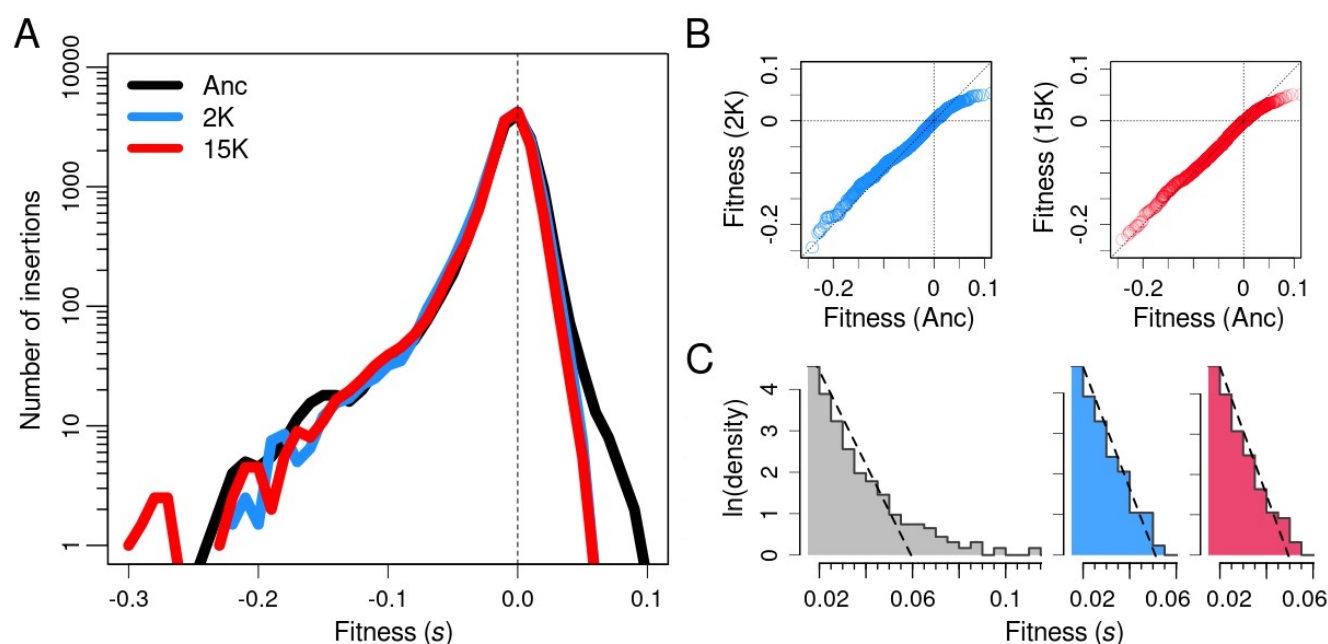 A
Number of insertions
10000
1000
100
10
1
Anc
2K
15K
-0.3
-0.2
-0.1
0.0
0.1
Fitness (s)
B
Fitness (2K)
0.1
0
-0.2
-0.2
0
0.1
Fitness (Anc)
Fitness (15K)
0.1
0
-0.2
-0.2
0
0.1
Fitness (Anc)
C
ln(density)
4
3
2
1
0
0.02
0.06
0.1
0.02
0.06
0.02
0.06
Fitness (s)